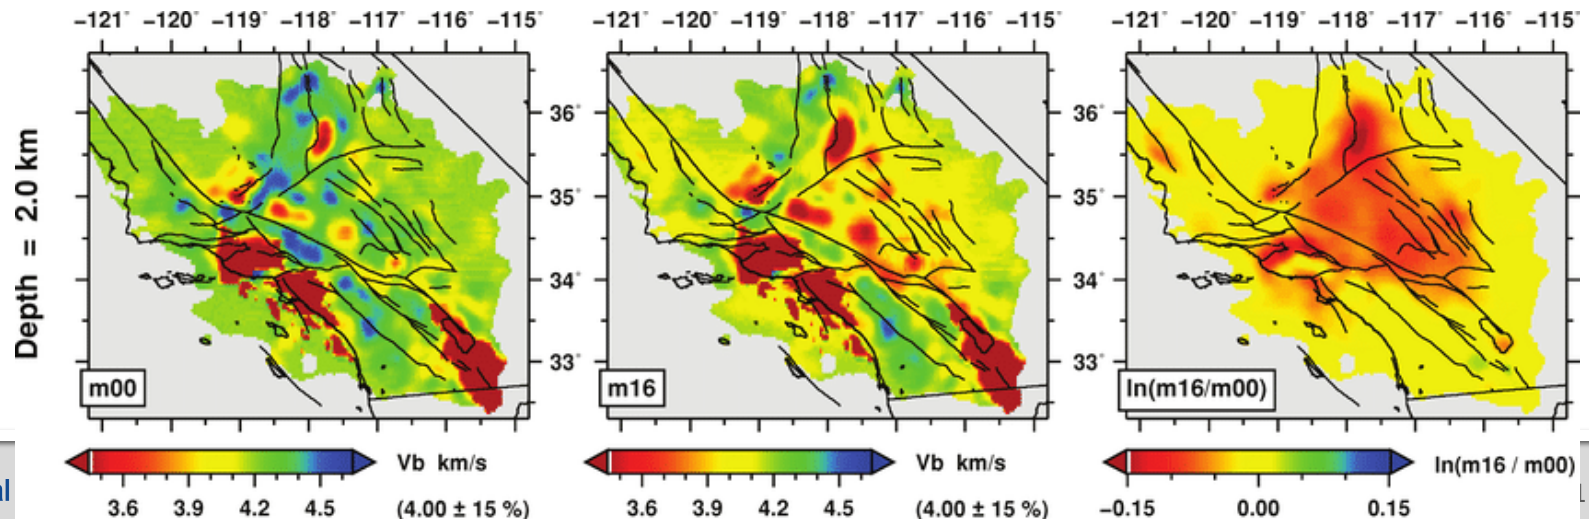 −121° −120° −119° −118° −117° −116° −115°
−121° −120° −119° −118° −117° −116° −115°
−121° −120° −119° −118° −117° −116° −115°
Depth = 2.0 km
36°
35°
34°
33°
36°
35°
34°
33°
m00
m16
ln(m16/m00)
Vb km/s
3.6 3.9 4.2 4.5 (4.00 ± 15 %)
Vb km/s
3.6 3.9 4.2 4.5 (4.00 ± 15 %)
ln(m16 / m00)
−0.15 0.00 0.15
al